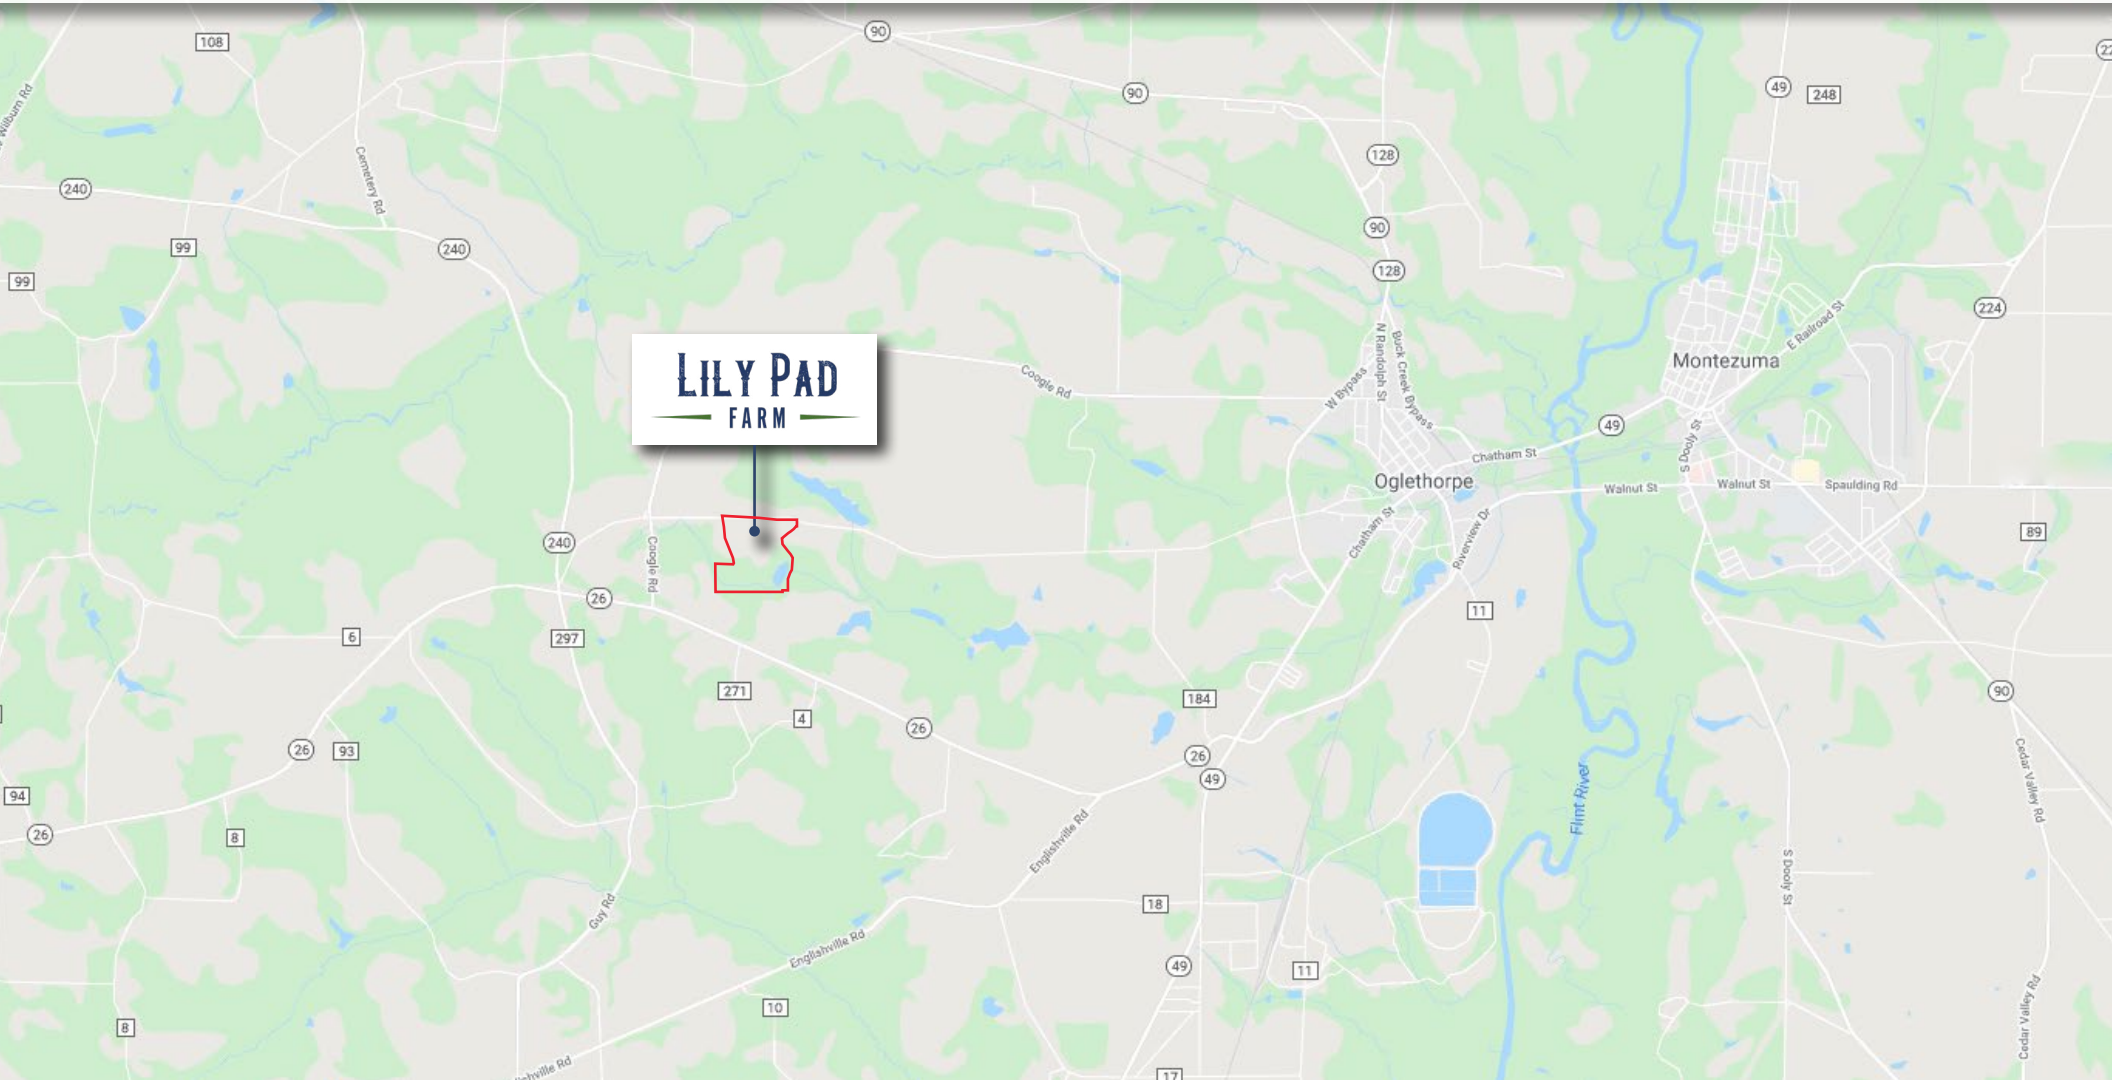 90
108
22
49
248
90
Wilburn Rd
128
Cemetery Rd
240
90
99
240
128
99
224
E Railroad St
N Randolph St
Buck Creek Bypass
Montezuma
LILY PAD
FARM
Coogle Rd
W Bypass
49
S Dooly St
Chatham St
Oglethorpe
Walnut St
Walnut St
Spaulding Rd
Chatham St
Riverview Dr
89
240
Coogle Rd
26
11
6
297
271
184
90
4
26
26
93
26
49
Cedar Valley Rd
94
Flint River
26
8
Englishville Rd
S Dooly St
18
Guy Rd
Englishville Rd
49
11
10
Cedar Valley Rd
8
ishville Rd
17